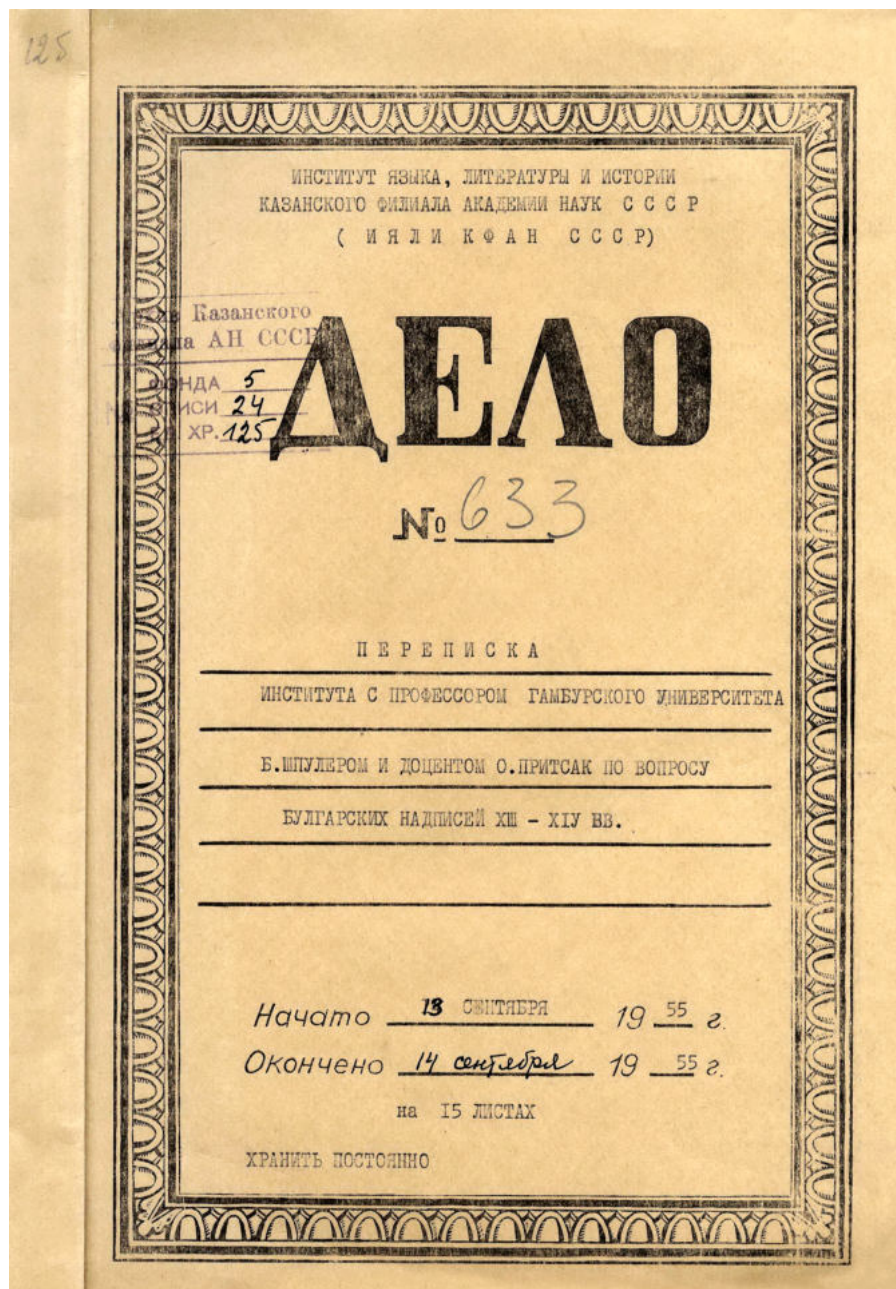 125
ИНСТИТУТ ЯЗЫКА, ЛИТЕРАТУРЫ И ИСТОРИИ
КАЗАНСКОГО ФИЛИАЛА АКАДЕМИИ НАУК С С С Р
( И Я Л И К Ф А Н С С С Р)
Казанского
АН СССР
ФОНДА 5
ОПИСИ 24
ХР. 125
ДЕЛО
№ 633
П Е Р Е П И С К А
ИНСТИТУТА С ПРОФЕССОРОМ ГАМБУРСКОГО УНИВЕРСИТЕТА
Б.ШПУЛЕРОМ И ДОЦЕНТОМ О.ПРИТСАК ПО ВОПРОСУ
БУЛГАРСКИХ НАДПИСЕЙ XIII - XIУ ВВ.
Начато 13 СЕНТЯБРЯ 19 55 г.
Окончено 14 сентября 19 55 г.
на I5 ЛИСТАХ
ХРАНИТЬ ПОСТОЯННО